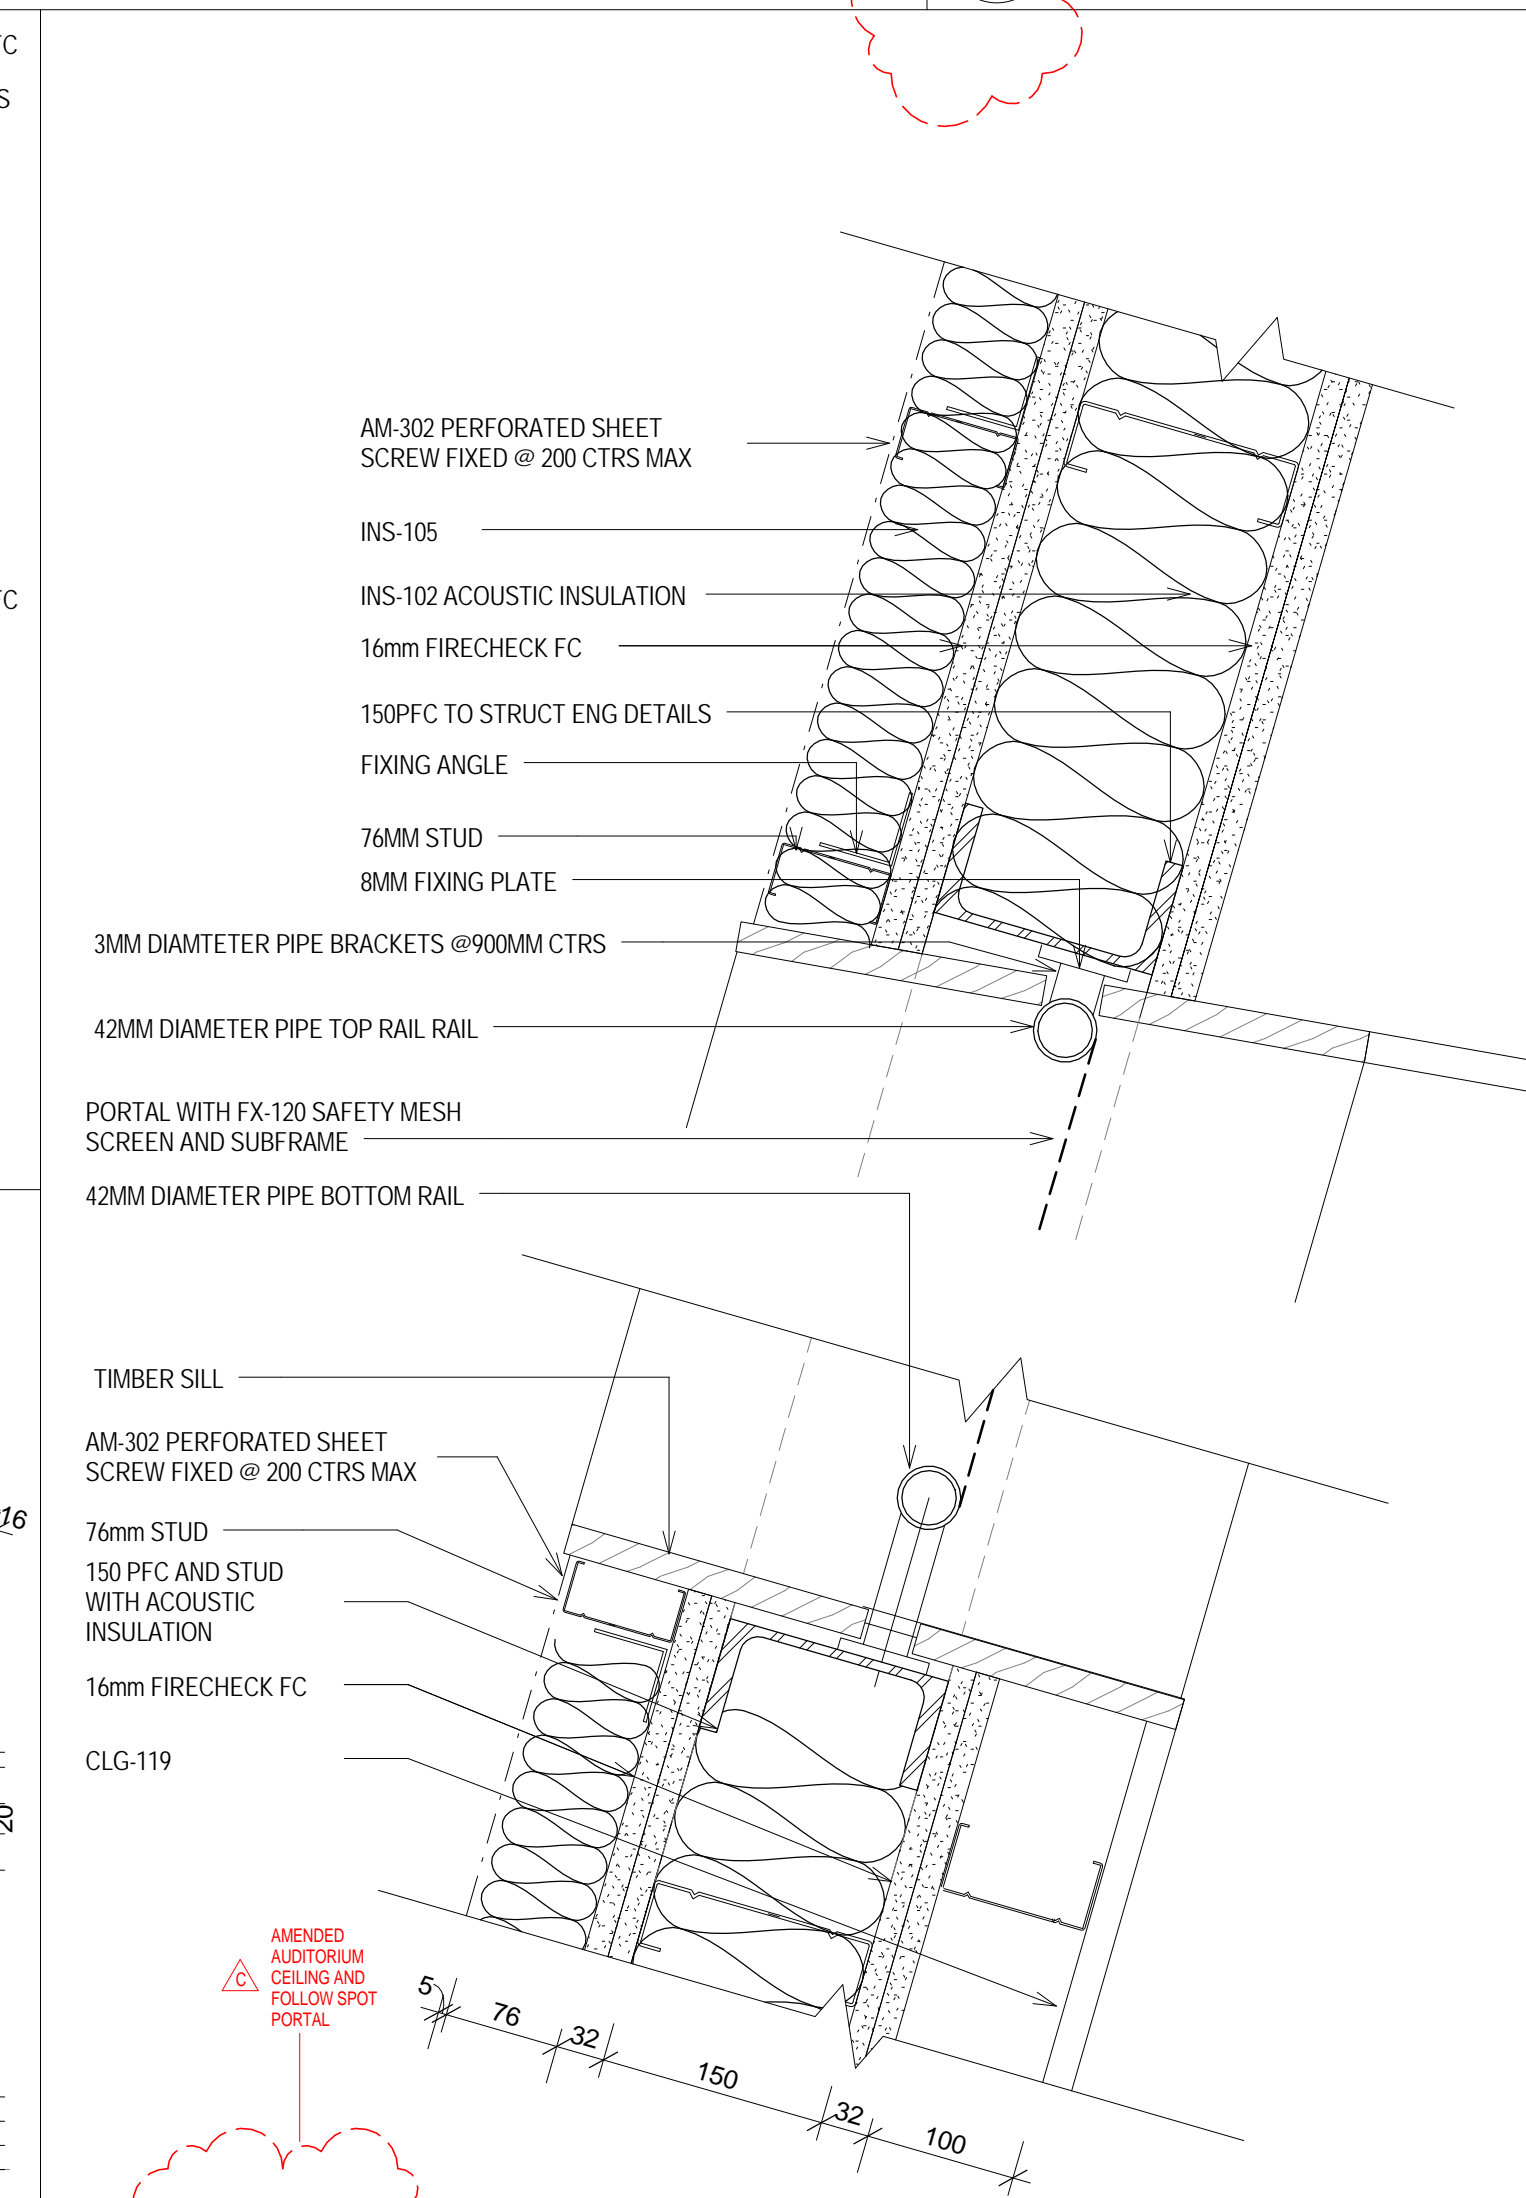 FC
S
AM-302 PERFORATED SHEET
SCREW FIXED @ 200 CTRS MAX
INS-105
INS-102 ACOUSTIC INSULATION
FC
16mm FIRECHECK FC
150PFC TO STRUCT ENG DETAILS
FIXING ANGLE
76MM STUD
8MM FIXING PLATE
3MM DIAMTETER PIPE BRACKETS @900MM CTRS
42MM DIAMETER PIPE TOP RAIL RAIL
PORTAL WITH FX-120 SAFETY MESH
SCREEN AND SUBFRAME
42MM DIAMETER PIPE BOTTOM RAIL
TIMBER SILL
AM-302 PERFORATED SHEET
SCREW FIXED @ 200 CTRS MAX
16
76mm STUD
150 PFC AND STUD
WITH ACOUSTIC
INSULATION
16mm FIRECHECK FC
CLG-119
20
C
AMENDED
AUDITORIUM
CEILING AND
FOLLOW SPOT
PORTAL
5
76
32
150
32
100